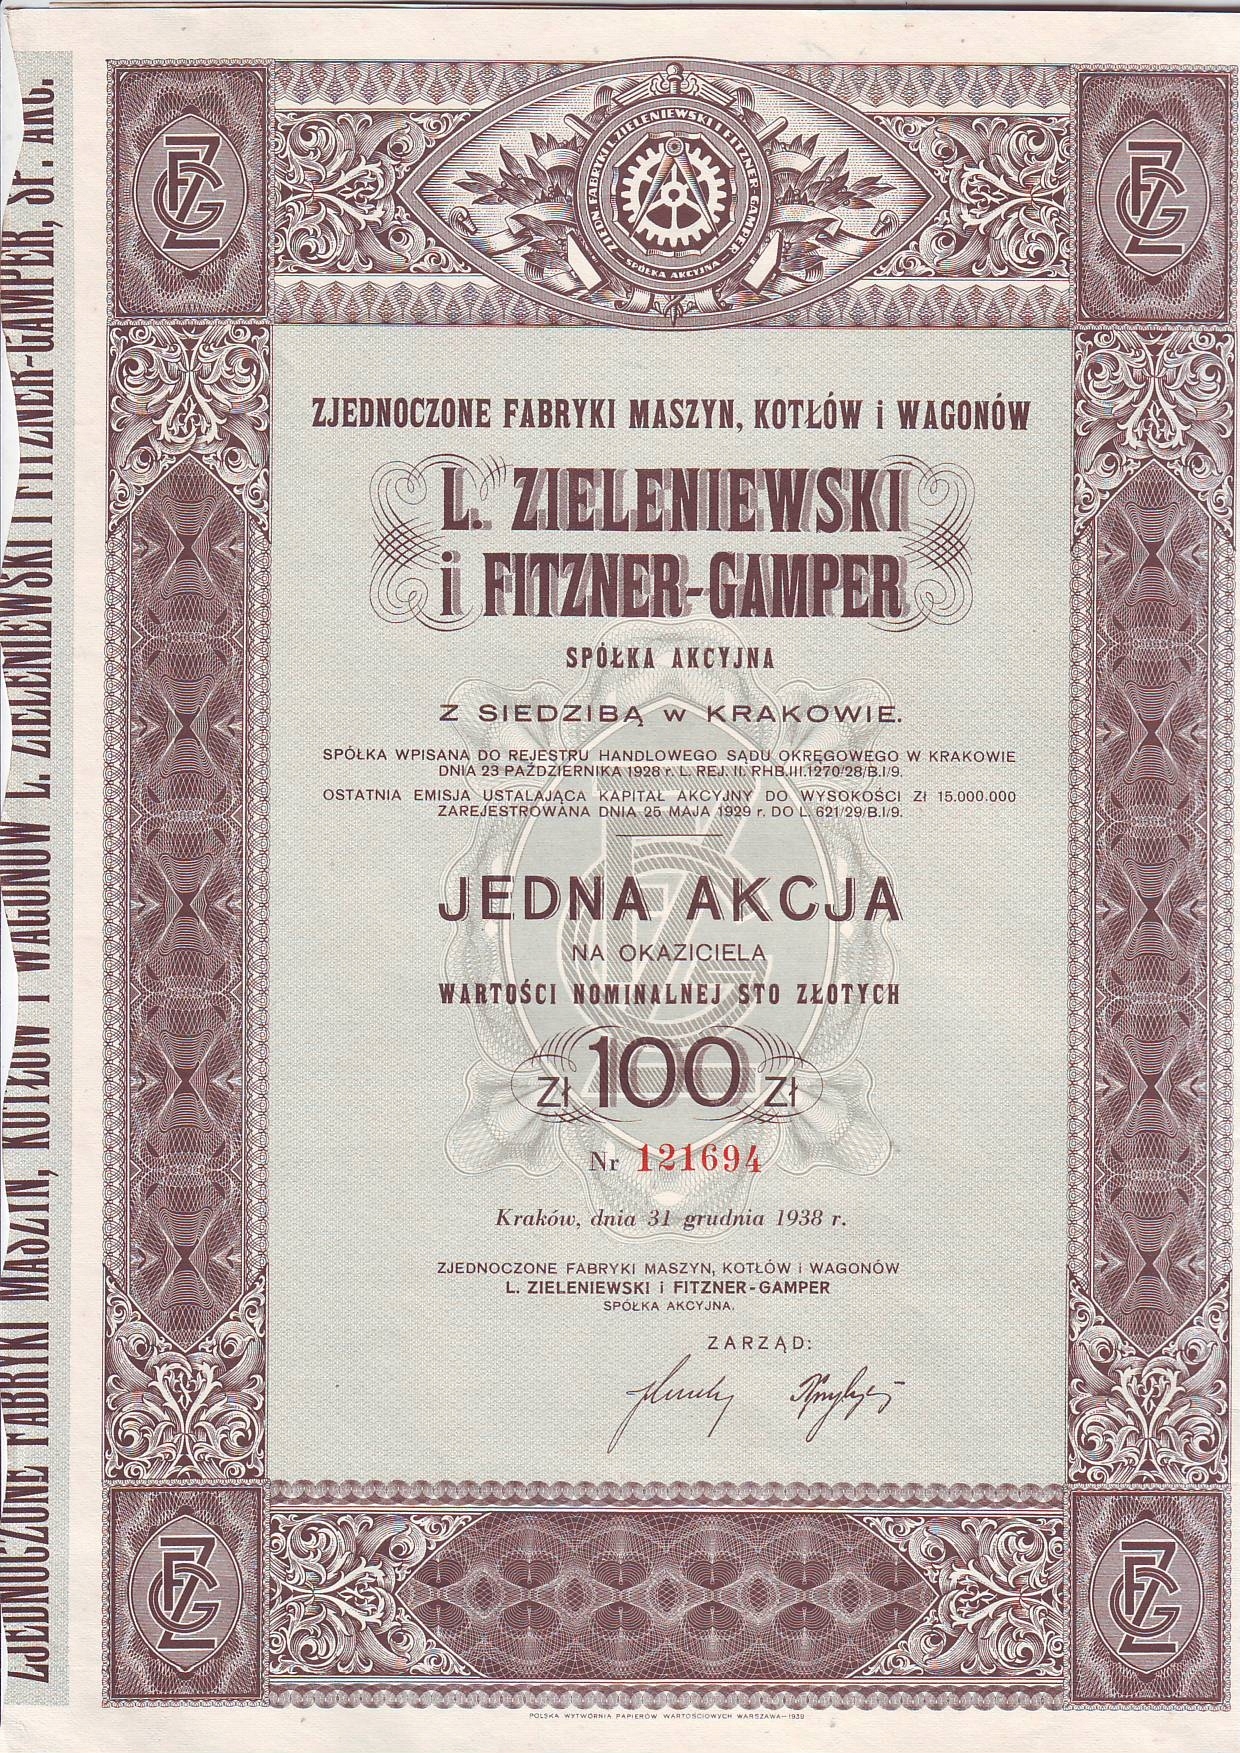 ZJEDN. FABRYKI L. ZIELENIEWSKI I FITZNER-GAMPER
SPÓŁKA AKCYJNA
ZJEDNOCZONE FABRYKI MASZYN, KOTŁÓW i WAGONÓW
L. ZIELENIEWSKI
i FITZNER-GAMPER
SPÓŁKA AKCYJNA
Z SIEDZIBĄ W KRAKOWIE.
SPÓŁKA WPISANA DO REJESTRU HANDLOWEGO SĄDU OKRĘGOWEGO W KRAKOWIE
DNIA 23 PAŹDZIERNIKA 1928 r. L. REJ. II. RHB.III.1270/28/B.I/9.
OSTATNIA EMISJA USTALAJĄCA KAPITAŁ AKCYJNY DO WYSOKOŚCI Zł 15.000.000
ZAREJESTROWANA DNIA 25 MAJA 1929 r. DO L. 621/29/B.I/9.
JEDNA AKCJA
NA OKAZICIELA
WARTOŚCI NOMINALNEJ STO ZŁOTYCH
Zł 100 Zł
Nr 121694
Kraków, dnia 31 grudnia 1938 r.
ZJEDNOCZONE FABRYKI MASZYN, KOTŁÓW i WAGONÓW
L. ZIELENIEWSKI i FITZNER-GAMPER
SPÓŁKA AKCYJNA.
ZARZĄD:
POLSKA WYTWÓRNIA PAPIERÓW WARTOŚCIOWYCH WARSZAWA—1939
ZJEDNOCZONE FABRYKI MASZYN, KOTŁÓW I WAGONÓW L. ZIELENIEWSKI I FITZNER-GAMPER, SP. AKC.